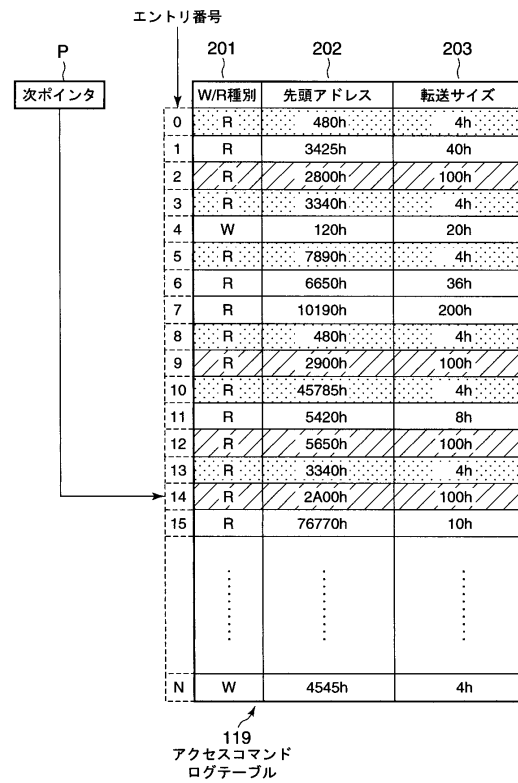 エントリ番号
P 201 202 203
次ポインタ
W/R種別 先頭アドレス 転送サイズ
0 R 480h 4h
1 R 3425h 40h
2 R 2800h 100h
3 R 3340h 4h
4 W 120h 20h
5 R 7890h 4h
6 R 6650h 36h
7 R 10190h 200h
8 R 480h 4h
9 R 2900h 100h
10 R 45785h 4h
11 R 5420h 8h
12 R 5650h 100h
13 R 3340h 4h
14 R 2A00h 100h
15 R 76770h 10h
N W 4545h 4h
119
アクセスコマンド
ログテーブル